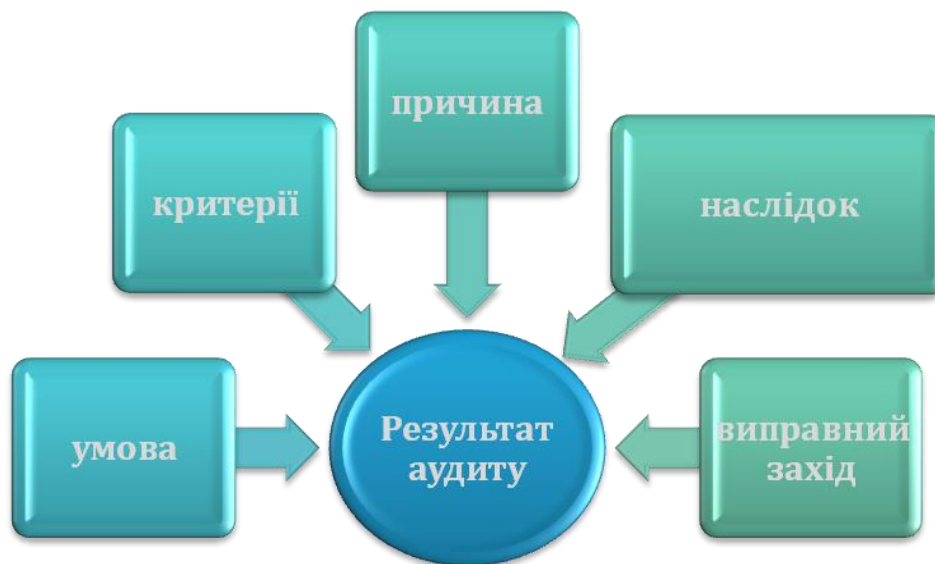 причина
критерії
наслідок
умова
Результат
аудиту
виправний
захід